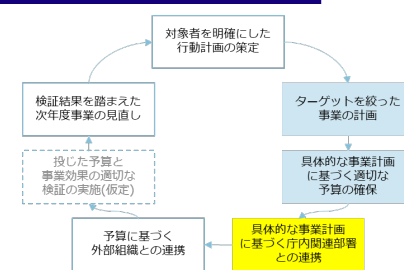 対象者を明確にした
行動計画の策定
ターゲットを絞った
事業の計画
具体的な事業計画
に基づく適切な
予算の確保
具体的な事業計画
に基づく庁内関連部署
との連携
予算に基づく
外部組織との連携
投じた予算と
事業効果の適切な
検証の実施(仮定)
検証結果を踏まえた
次年度事業の見直し